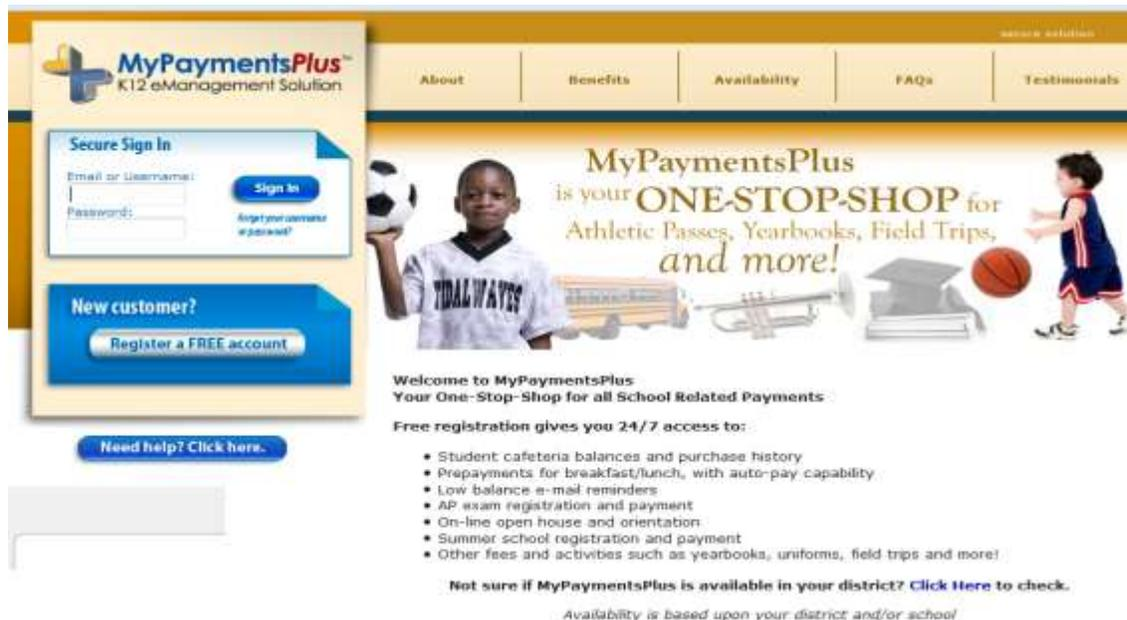 secure solution
MyPaymentsPlus™
K12 eManagement Solution
About
Benefits
Availability
FAQs
Testimonials
Secure Sign In
Email or Username:
Sign In
Password:
Forgot your username
or password?
New customer?
Register a FREE account
Need help? Click here.
MyPaymentsPlus
is your ONE-STOP-SHOP for
Athletic Passes, Yearbooks, Field Trips,
and more!
TIDAL WAVES
Welcome to MyPaymentsPlus
Your One-Stop-Shop for all School Related Payments
Free registration gives you 24/7 access to:
• Student cafeteria balances and purchase history
• Prepayments for breakfast/lunch, with auto-pay capability
• Low balance e-mail reminders
• AP exam registration and payment
• On-line open house and orientation
• Summer school registration and payment
• Other fees and activities such as yearbooks, uniforms, field trips and more!
Not sure if MyPaymentsPlus is available in your district? Click Here to check.
Availability is based upon your district and/or school